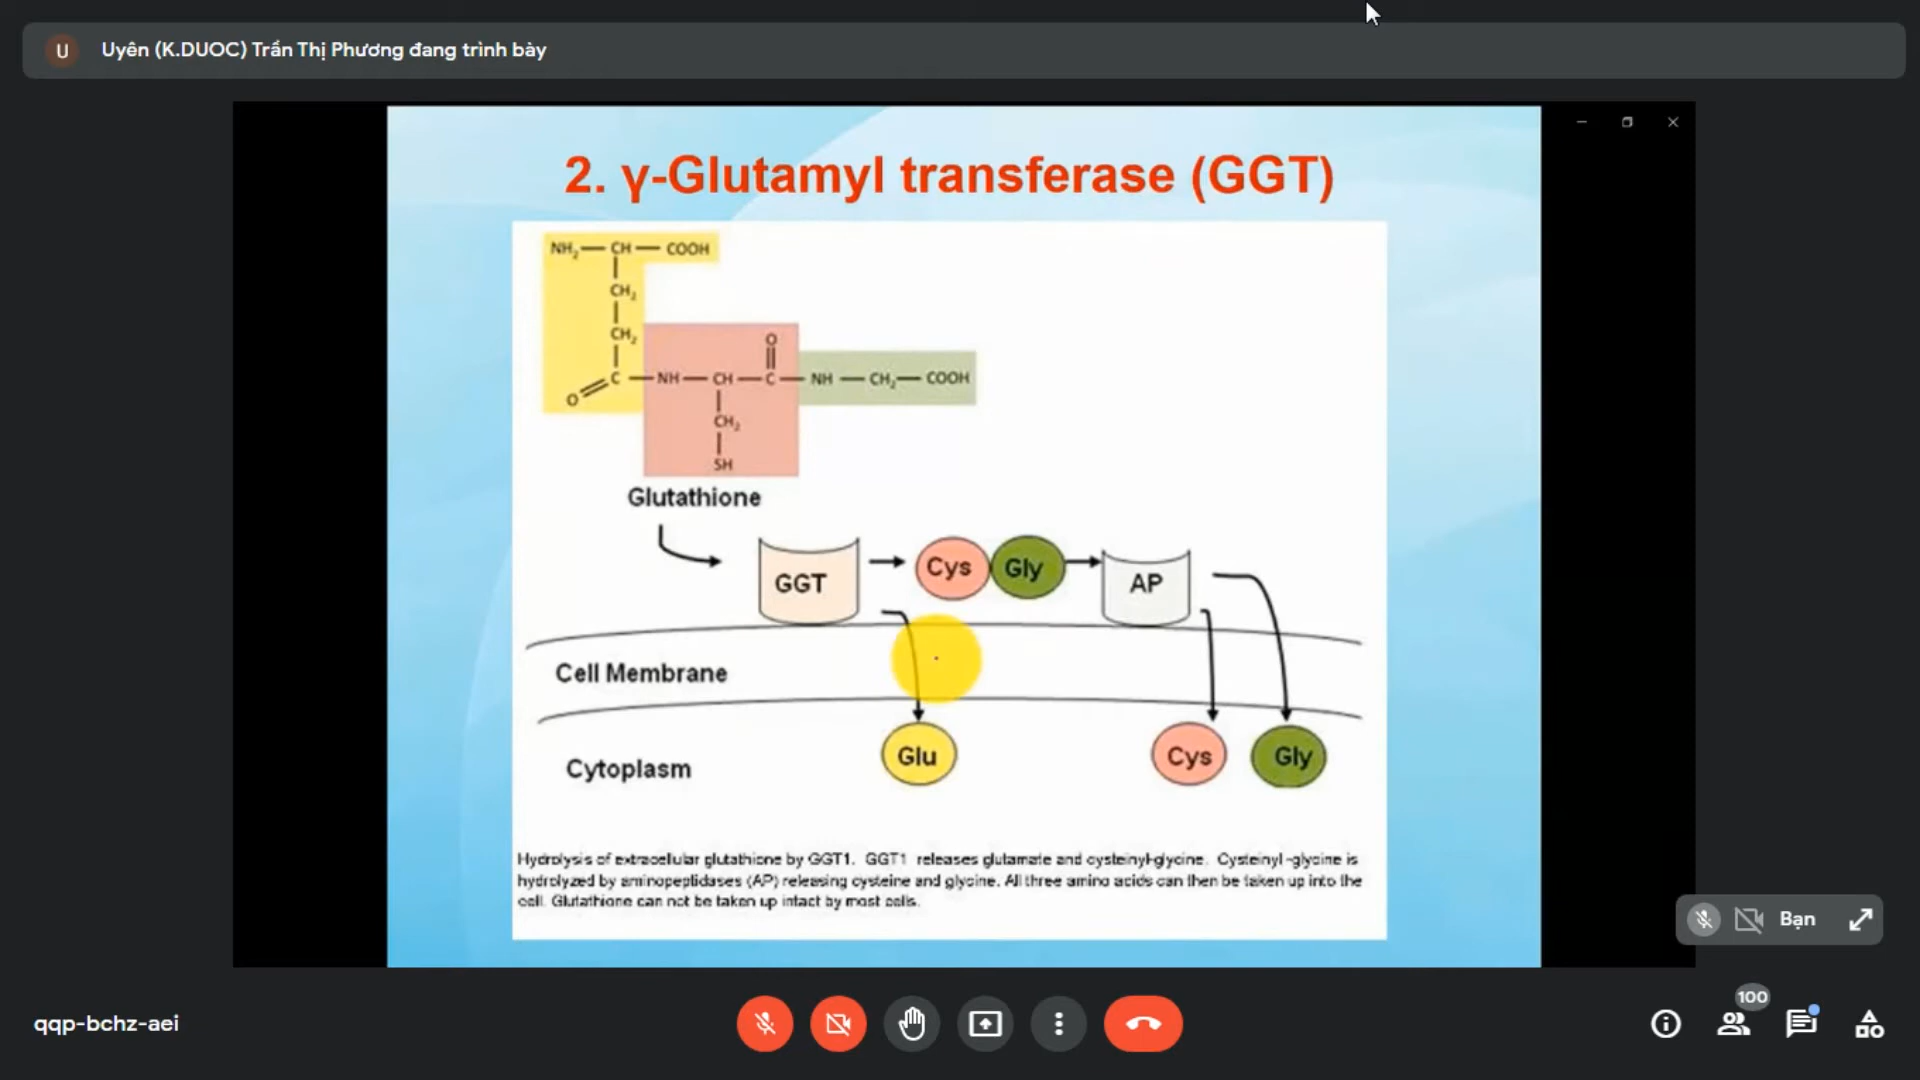 U Uyên (K.DUOC) Trần Thị Phương đang trình bày
2. γ-Glutamyl transferase (GGT)
NH₂ — CH — COOH
CH₂
CH₂
O
C — NH — CH — C — NH — CH₂ — COOH
O
CH₂
SH
Glutathione
GGT
Cys
Gly
AP
Cell Membrane
Cytoplasm
Glu
Cys
Gly
Hydrolysis of extracellular glutathione by GGT1. GGT1 releases glutamate and cysteinyl-glycine. Cysteinyl -glycine is
hydrolyzed by aminopeptidases (AP) releasing cysteine and glycine. All three amino acids can then be taken up into the
cell. Glutathione can not be taken up intact by most cells.
Bạn
qqp-bchz-aei
100